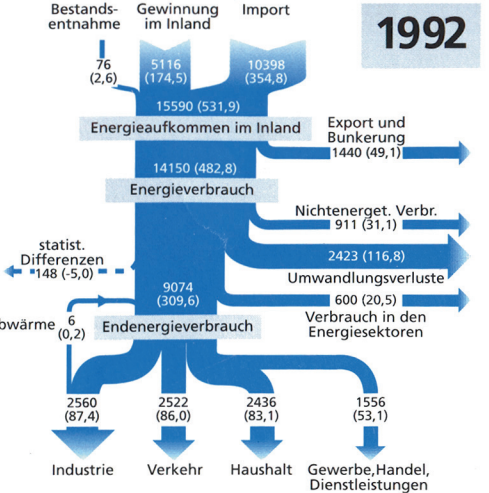 Bestands-
entnahme
Gewinnung
im Inland
Import
1992
76
(2,6)
5116
(174,5)
10398
(354,8)
15590 (531,9)
Energieaufkommen im Inland
Export und
Bunkerung
1440 (49,1)
14150 (482,8)
Energieverbrauch
Nichtenerget. Verbr.
911 (31,1)
statist.
Differenzen
148 (-5,0)
2423 (116,8)
Umwandlungsverluste
9074
(309,6)
600 (20,5)
Verbrauch in den
Energiesektoren
bwärme
6
(0,2)
Endenergieverbrauch
2560
(87,4)
2522
(86,0)
2436
(83,1)
1556
(53,1)
Industrie
Verkehr
Haushalt
Gewerbe,Handel,
Dienstleistungen